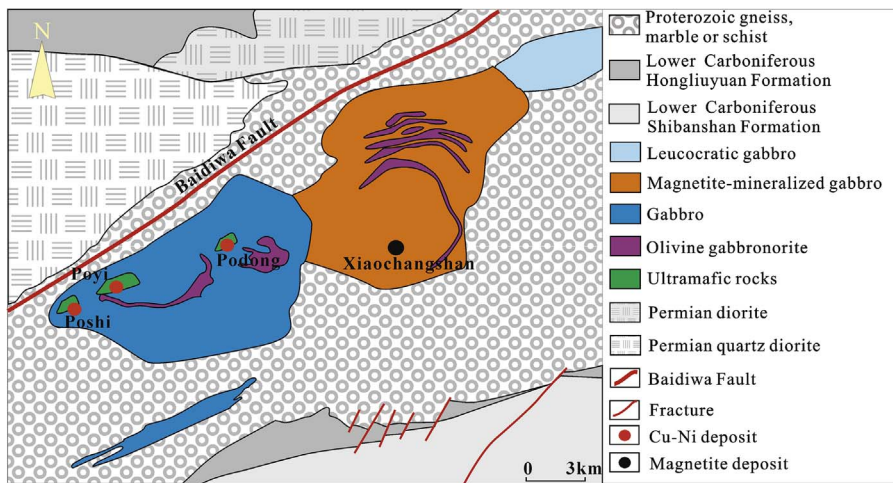 N
Baidiwa Fault
Podong
Poyi
Poshi
Xiaochangshan
0 3km
Proterozoic gneiss,
marble or schist
Lower Carboniferous
Hongliuyuan Formation
Lower Carboniferous
Shibanshan Formation
Leucocratic gabbro
Magnetite-mineralized gabbro
Gabbro
Olivine gabbronorite
Ultramafic rocks
Permian diorite
Permian quartz diorite
Baidiwa Fault
Fracture
Cu-Ni deposit
Magnetite deposit